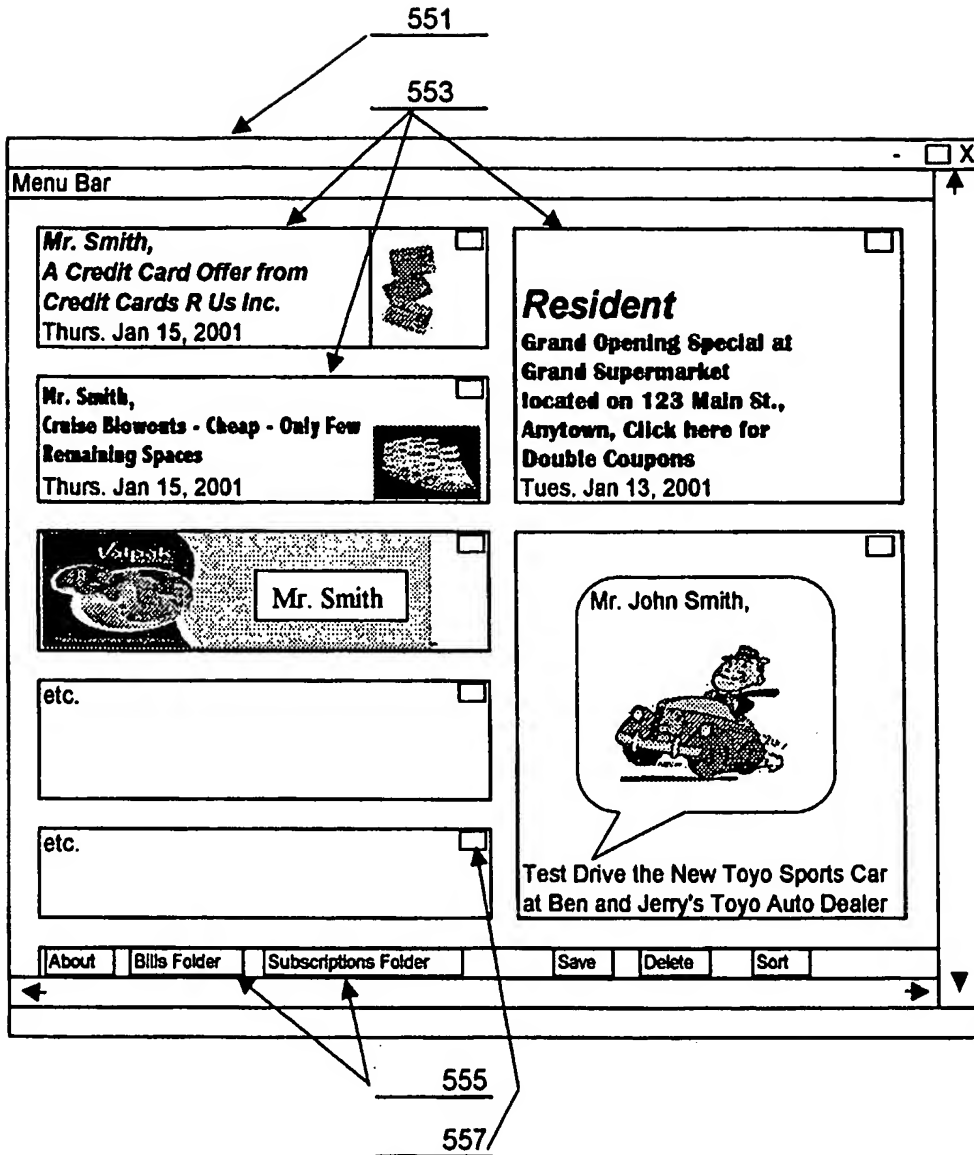 551
553
- X
Menu Bar
Mr. Smith,
A Credit Card Offer from
Credit Cards R Us Inc.
Thurs. Jan 15, 2001
Mr. Smith,
Cruise Blowouts - Cheap - Only Few
Remaining Spaces
Thurs. Jan 15, 2001
Valpak
Mr. Smith
etc.
etc.
Resident
Grand Opening Special at
Grand Supermarket
located on 123 Main St.,
Anytown, Click here for
Double Coupons
Tues. Jan 13, 2001
Mr. John Smith,
Test Drive the New Toyo Sports Car
at Ben and Jerry's Toyo Auto Dealer
About Bills Folder Subscriptions Folder Save Delete Sort
555
557